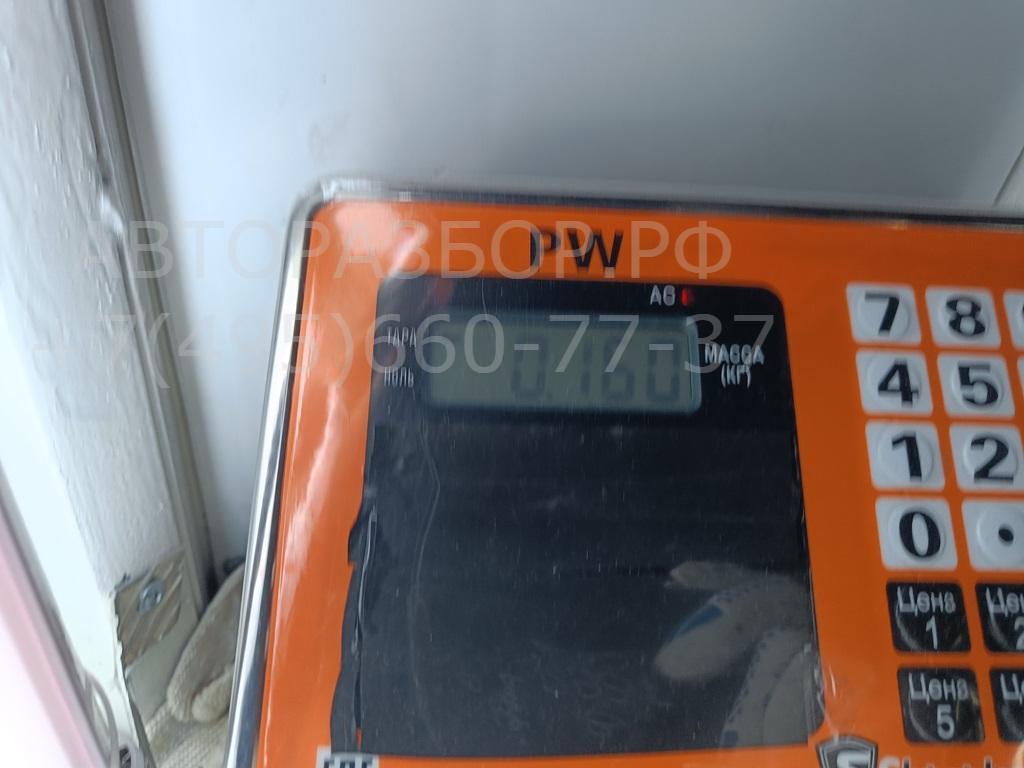 АВТОРАЗБОР.РФ
+7(495)660-77-37
PW
AC
ТАРА
НОЛЬ
0.160
МАССА
(КГ)
7 8
4 5
1 2
0 .
Цена
1
Цена
5